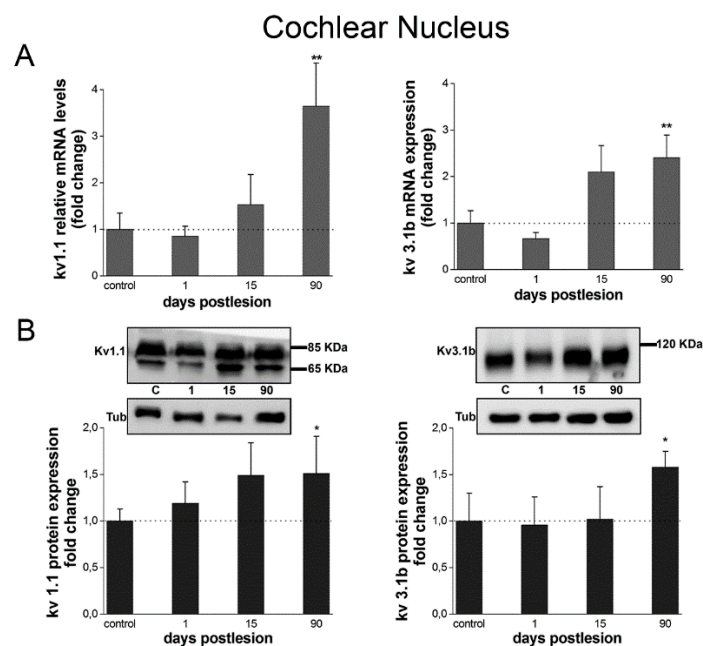 Cochlear Nucleus
A
kv1.1 relative mRNA levels
(fold change)
4
3
2
1
0
**
control
1
15
90
days postlesion
kv 3.1b mRNA expression
(fold change)
4
3
2
1
0
**
control
1
15
90
days postlesion
B
Kv1.1
85 KDa
65 KDa
C 1 15 90
Tub
kv 1.1 protein expression
fold change
2,0
1,5
1,0
0,5
0,0
*
control
1
15
90
days postlesion
Kv3.1b
120 KDa
C 1 15 90
Tub
kv 3.1b protein expression
fold change
2,0
1,5
1,0
0,5
0,0
*
control
1
15
90
days postlesion